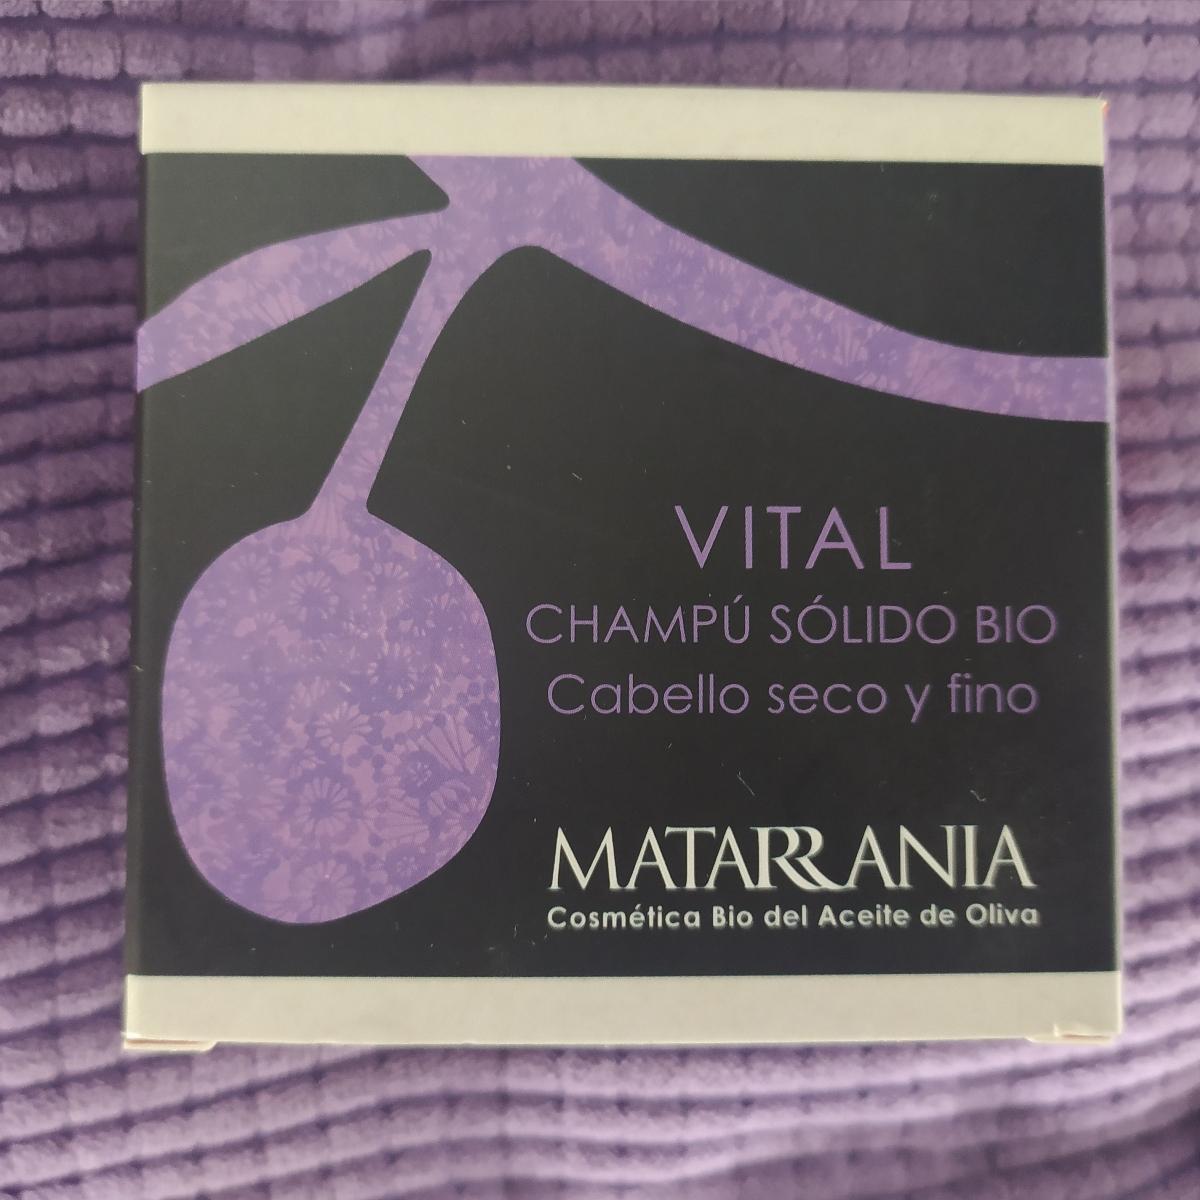 VITAL
CHAMPÚ SÓLIDO BIO
Cabello seco y fino
MATARRANIA
Cosmética Bio del Aceite de Oliva